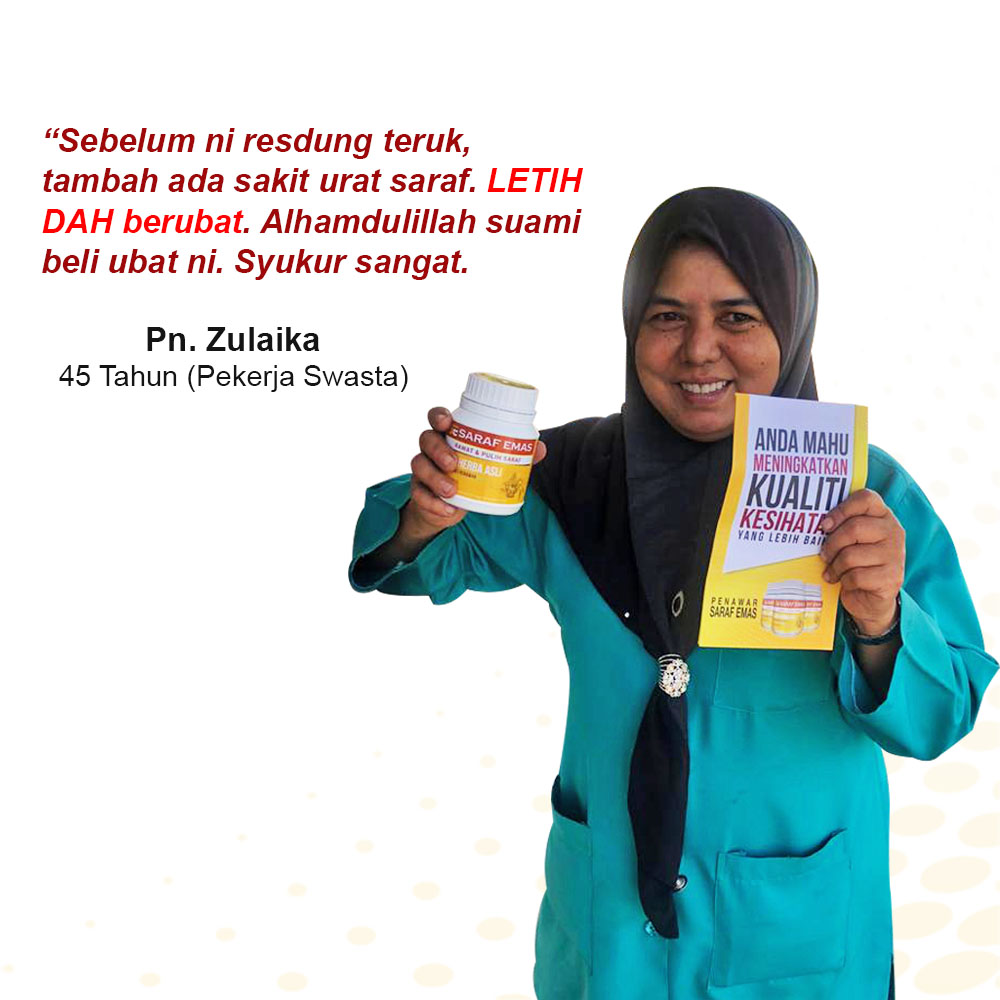 “Sebelum ni resdung teruk,
tambah ada sakit urat saraf. LETIH
DAH berubat. Alhamdulillah suami
beli ubat ni. Syukur sangat.
Pn. Zulaika
45 Tahun (Pekerja Swasta)
SARAF EMAS
RAWAT & PULIH SARAF
HERBA ASLI
ANDA MAHU
MENINGKATKAN
KUALITI
KESIHATA
YANG LEBIH BAIK
PENAWAR
SARAF EMAS